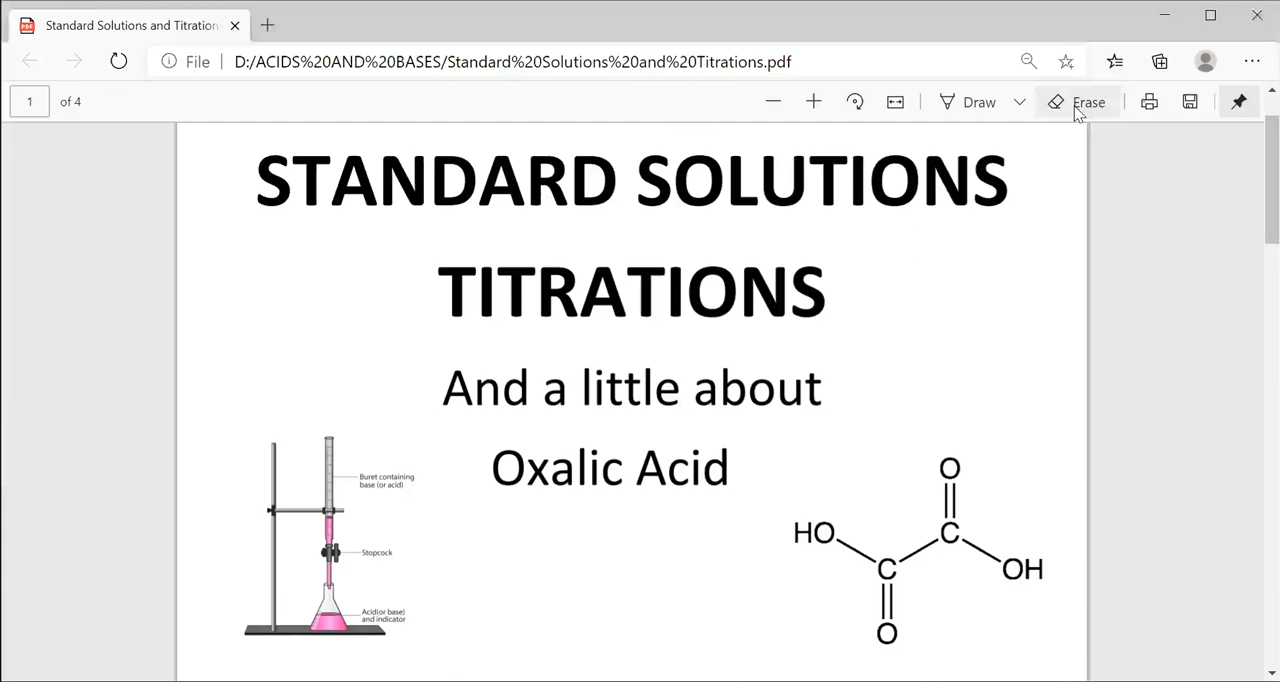 Standard Solutions and Titration
File
D:/ACIDS%20AND%20BASES/Standard%20Solutions%20and%20Titrations.pdf
1 of 4
Draw
Erase
STANDARD SOLUTIONS
TITRATIONS
And a little about
Oxalic Acid
Buret containing
base (or acid)
Stopcock
Acid(or base)
and indicator
O
HO
C
C
OH
O